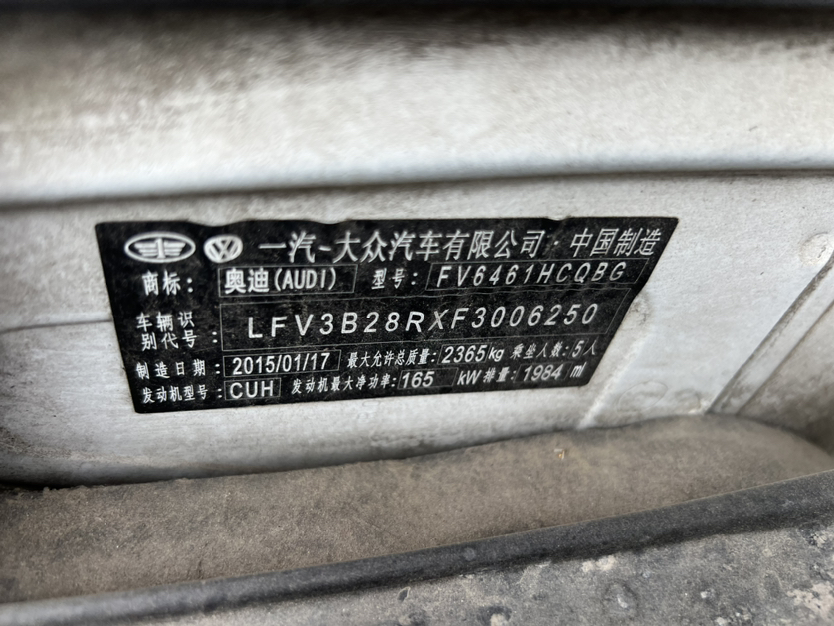 一汽-大众汽车有限公司·中国制造
商标: 奥迪(AUDI) 型号: FV6461HCQBG
车辆识别代号: LFV3B28RXF3006250
制造日期: 2015/01/17 最大允许总质量: 2365kg 乘坐人数: 5人
发动机型号: CUH 发动机最大净功率: 165 kW 排量: 1984 ml